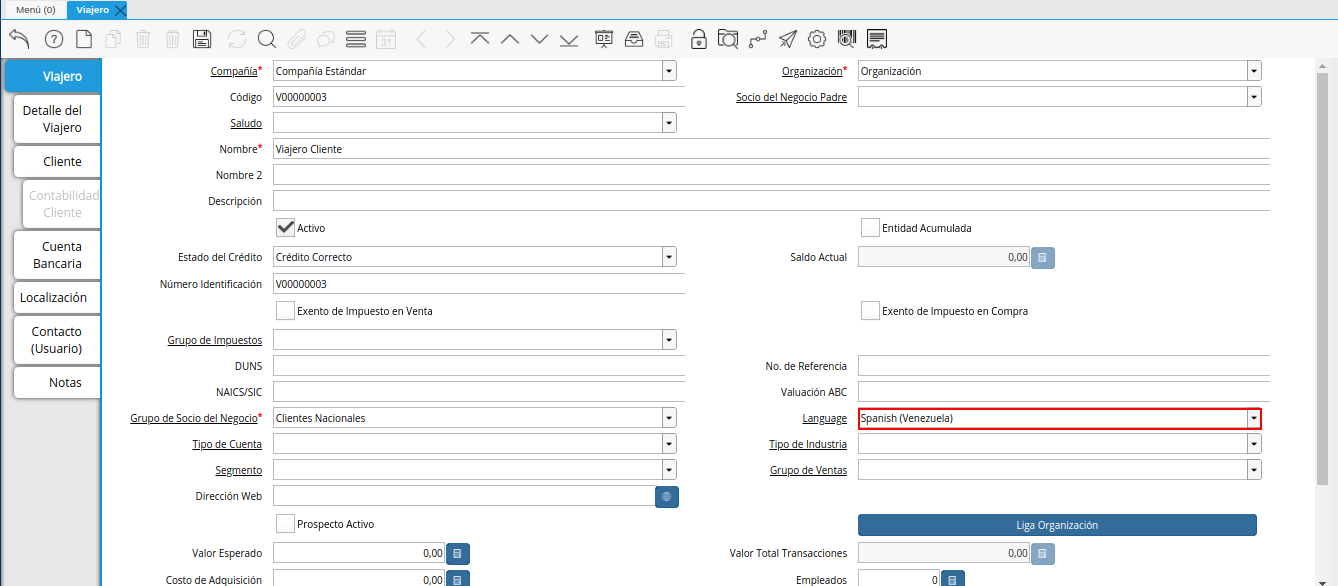 Menú (0)
Viajero
31
Viajero
Detalle del
Viajero
Cliente
Contabilidad
Cliente
Cuenta
Bancaria
Localización
Contacto
(Usuario)
Notas
Compañía* Compañía Estándar
Organización* Organización
Código V00000003
Socio del Negocio Padre
Saludo
Nombre* Viajero Cliente
Nombre 2
Descripción
Activo
Entidad Acumulada
Estado del Crédito Crédito Correcto
Saldo Actual 0,00
Número Identificación V00000003
Exento de Impuesto en Venta
Exento de Impuesto en Compra
Grupo de Impuestos
DUNS
No. de Referencia
NAICS/SIC
Valuación ABC
Grupo de Socio del Negocio* Clientes Nacionales
Language Spanish (Venezuela)
Tipo de Cuenta
Tipo de Industria
Segmento
Grupo de Ventas
Dirección Web
Prospecto Activo
Liga Organización
Valor Esperado 0,00
Valor Total Transacciones 0,00
Costo de Adquisición 0,00
Empleados 0